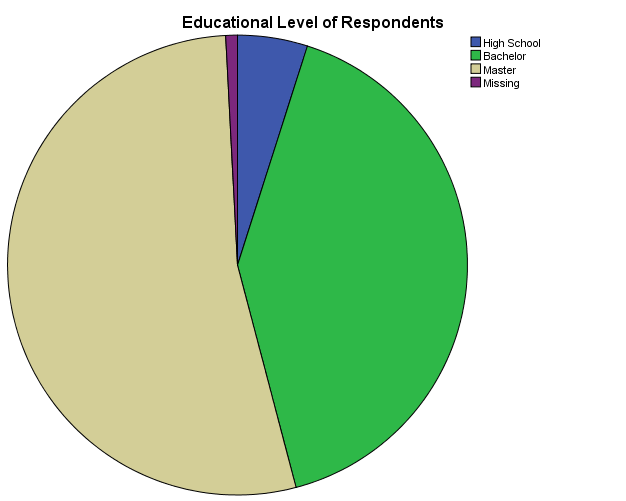 Educational Level of Respondents
High School
Bachelor
Master
Missing